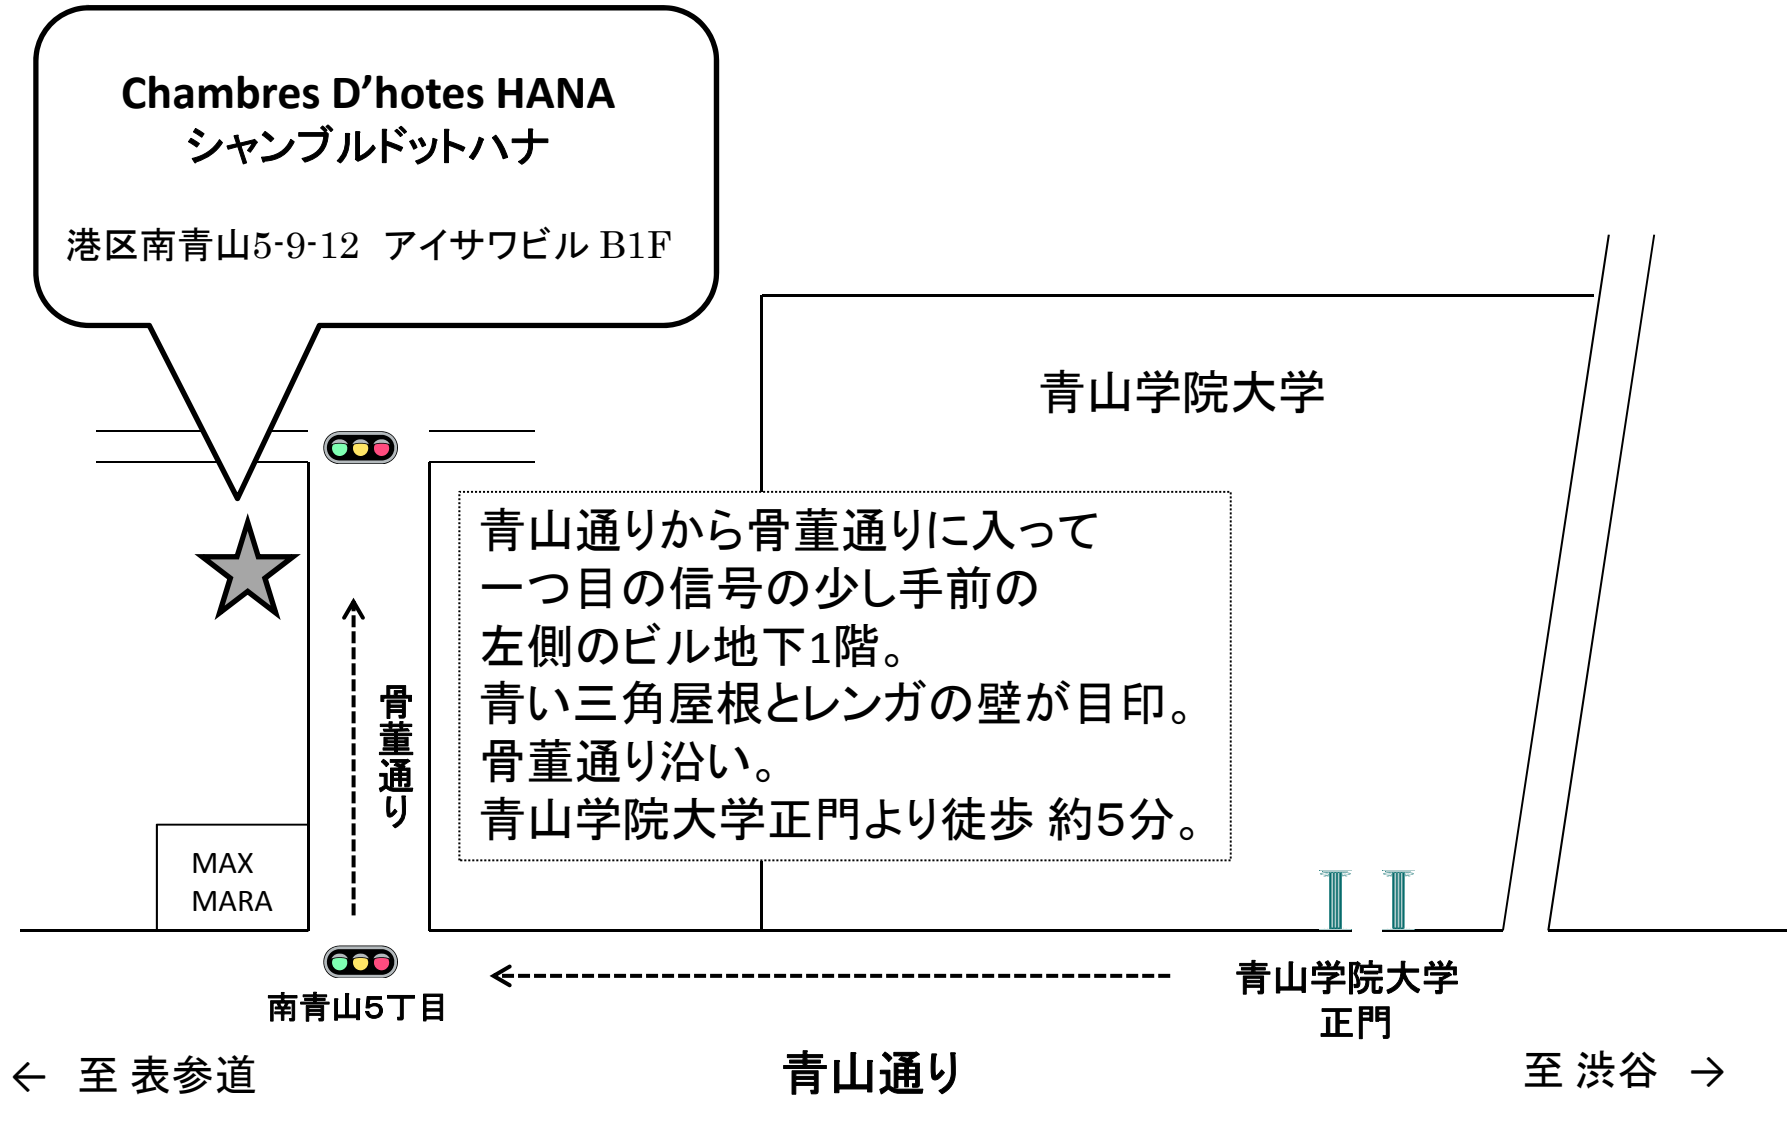 Chambres D’hotes HANA
シャンブルドットハナ
港区南青山5-9-12 アイサワビル B1F
青山学院大学
青山通りから骨董通りに入って
一つ目の信号の少し手前の
左側のビル地下1階。
青い三角屋根とレンガの壁が目印。
骨董通り沿い。
青山学院大学正門より徒歩 約5分。
骨董通り
MAX
MARA
南青山5丁目
青山学院大学
正門
← 至 表参道
青山通り
至 渋谷 →